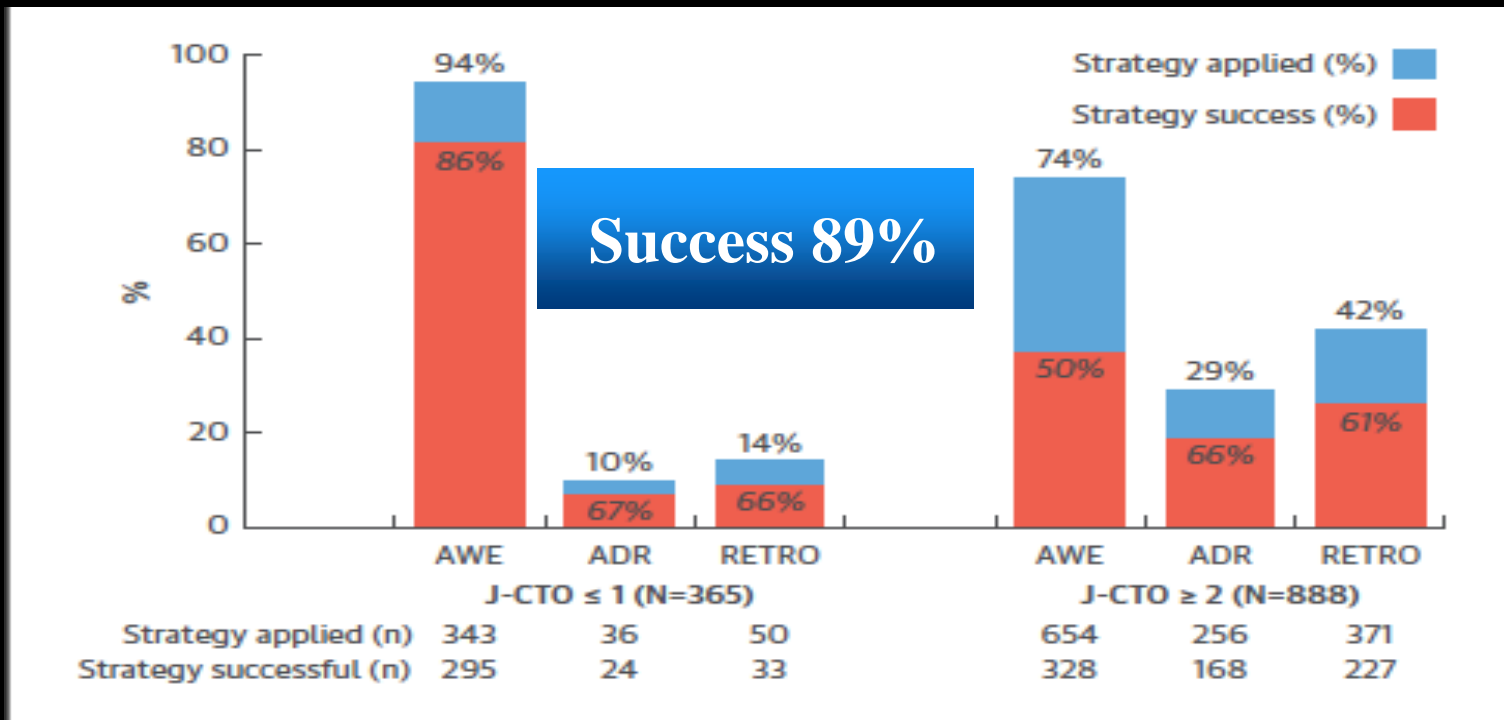 100
94%
Strategy applied (%)
Strategy success (%)
80
86%
74%
Success 89%
60
%
40
50%
29%
42%
66%
61%
20
10%
14%
67%
66%
0
AWE ADR RETRO AWE ADR RETRO
J-CTO ≤ 1 (N=365) J-CTO ≥ 2 (N=888)
Strategy applied (n) 343 36 50 654 256 371
Strategy successful (n) 295 24 33 328 168 227